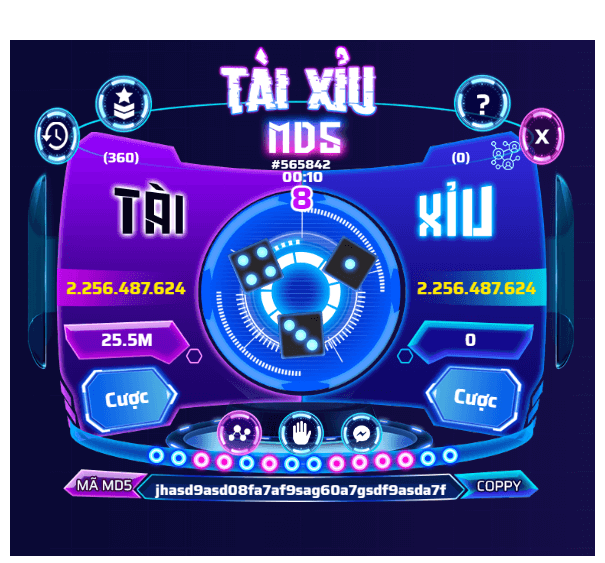 TÀI XỈU
MD5
#565842
00:10
8
?
X
(360)
(0)
TÀI
XỈU
2.256.487.624
2.256.487.624
25.5M
0
Cược
Cược
MÃ MD5
jhasd9asd08fa7af9sag60a7gsdf9asda7f
COPPY